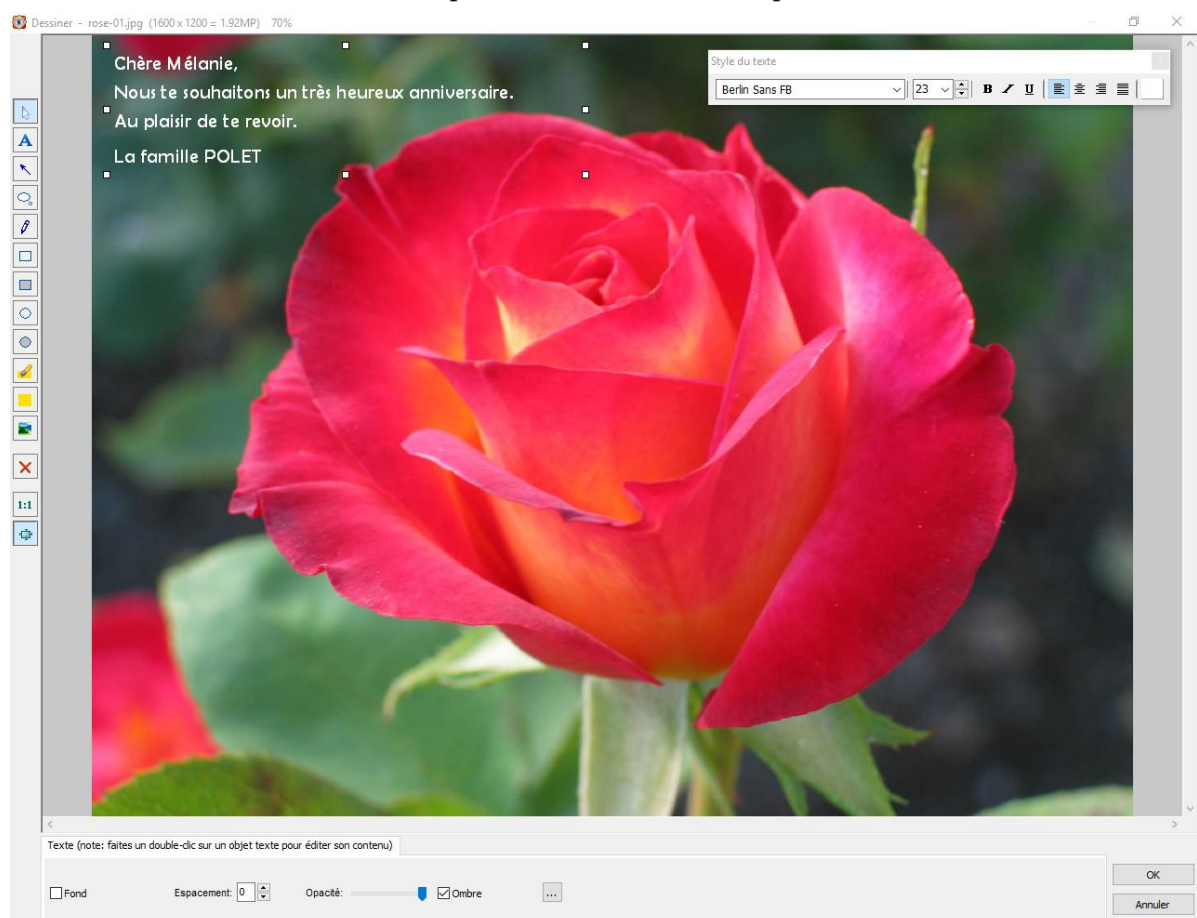 Dessiner - rose-01.jpg (1600 x 1200 = 1.92MP) 70%
Style du texte
Berlin Sans FB 23 B I U
Chère Mélanie,
Nous te souhaitons un très heureux anniversaire.
Au plaisir de te revoir.
La famille POLET
A
1:1
Texte (note: faites un double-clic sur un objet texte pour éditer son contenu)
Fond Espacement: 0 Opacité: Ombre ...
OK
Annuler